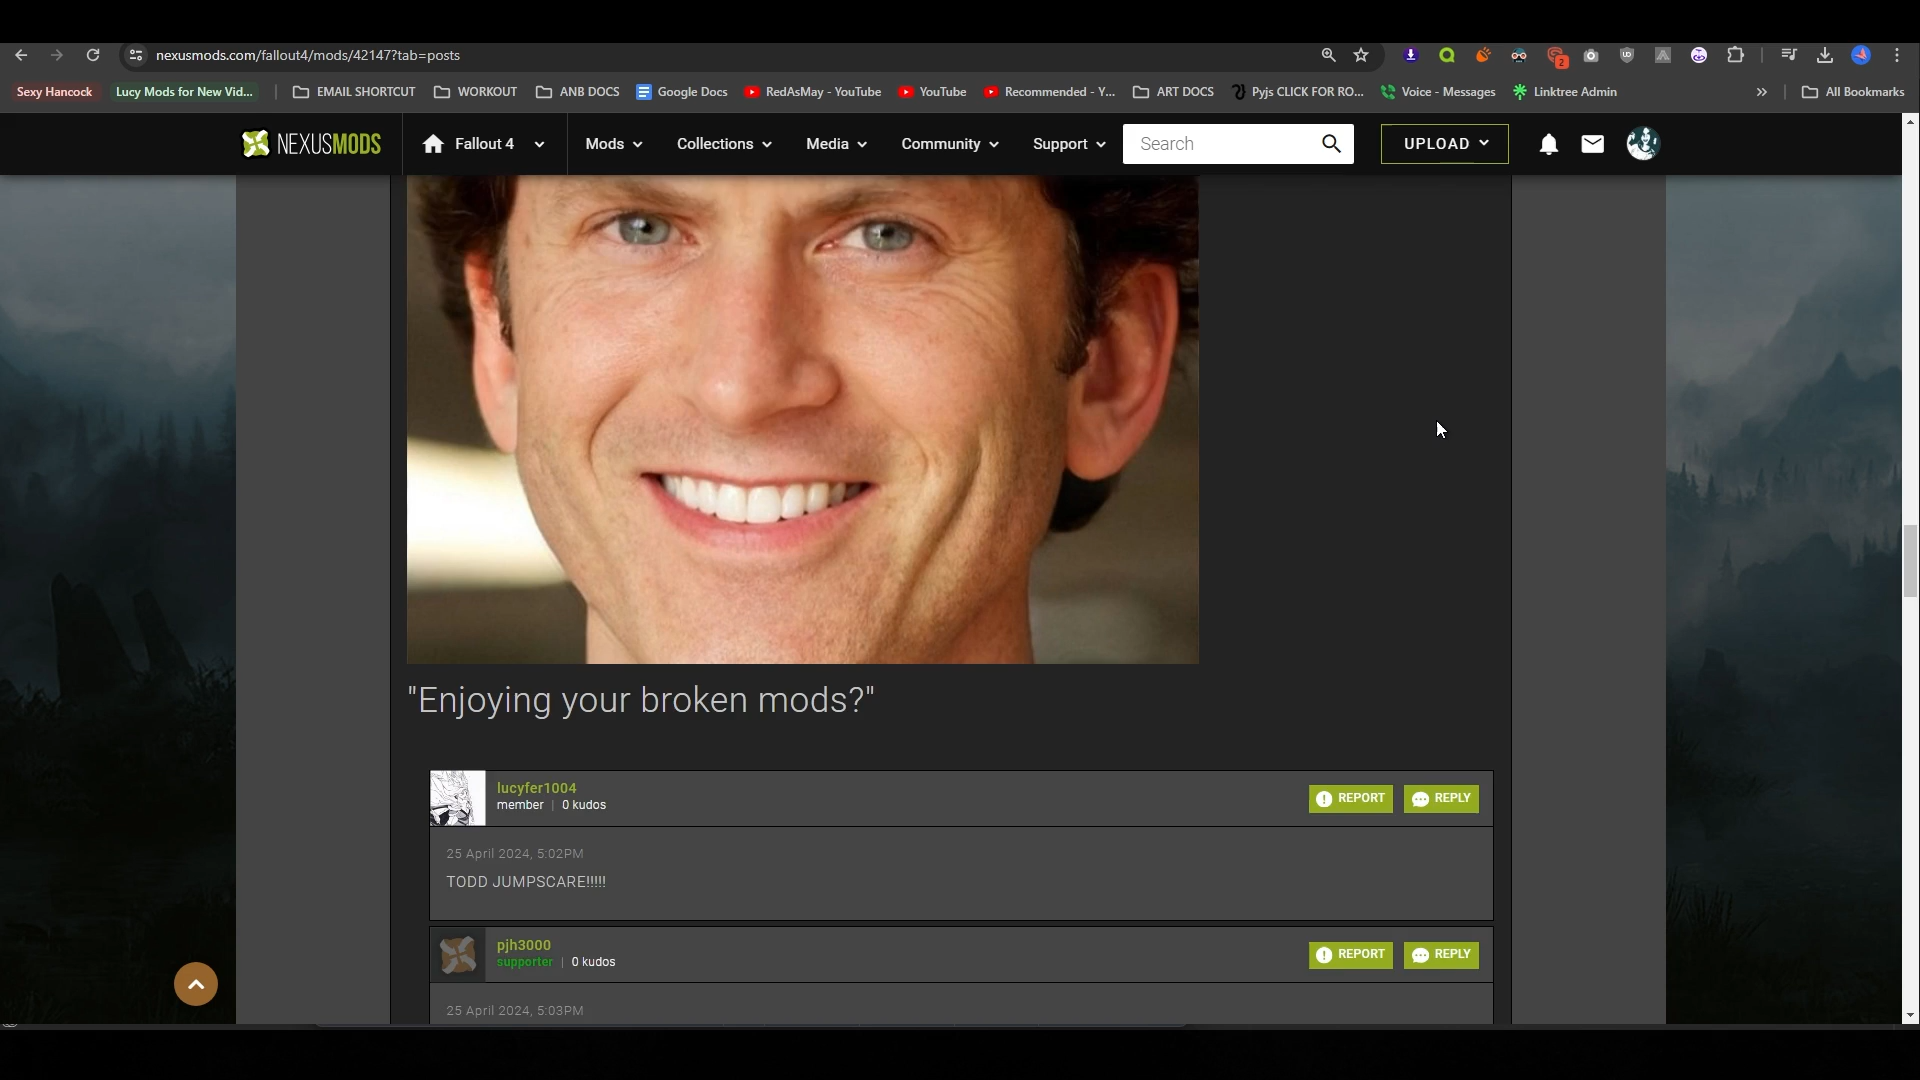 nexusmods.com/fallout4/mods/42147?tab=posts
2
Sexy Hancock
Lucy Mods for New Vid...
EMAIL SHORTCUT
WORKOUT
ANB DOCS
Google Docs
RedAsMay - YouTube
YouTube
Recommended - Y...
ART DOCS
Pyjs CLICK FOR RO...
Voice - Messages
Linktree Admin
All Bookmarks
NEXUSMODS
Fallout 4
Mods
Collections
Media
Community
Support
Search
UPLOAD
"Enjoying your broken mods?"
lucyfer1004
member | 0 kudos
REPORT
REPLY
25 April 2024, 5:02PM
TODD JUMPSCARE!!!!!
pjh3000
supporter | 0 kudos
REPORT
REPLY
25 April 2024, 5:03PM